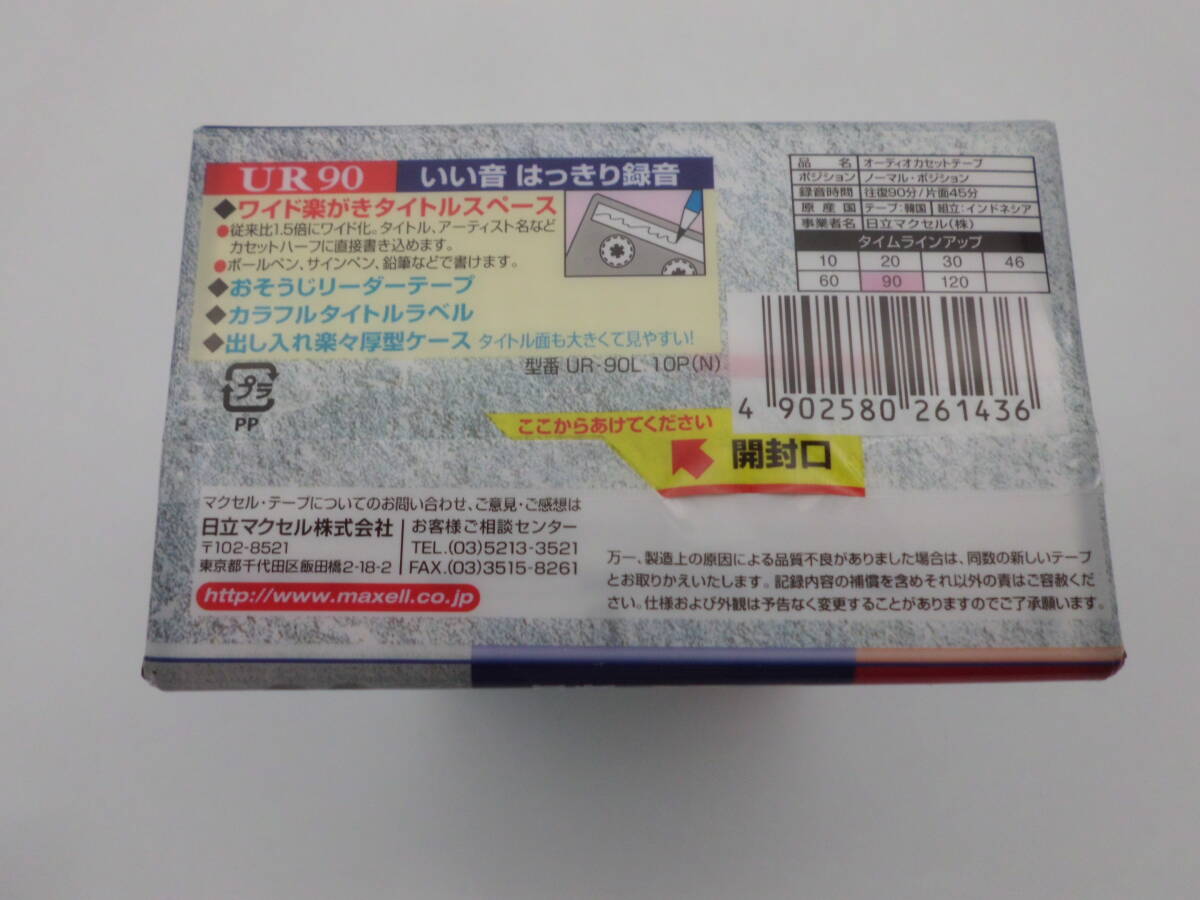 UR 90 いい音 はっきり録音
◆ワイド楽がきタイトルスペース
●従来比1.5倍にワイド化。タイトル、アーティスト名など
カセットハーフに直接書き込めます。
●ボールペン、サインペン、鉛筆などで書けます。
◆おそうじリーダーテープ
◆カラフルタイトルラベル
◆出し入れ楽々厚型ケース タイトル面も大きくて見やすい!
型番 UR-90L 10P(N)
プラ
PP
品名 オーディオカセットテープ
ポジション ノーマル・ポジション
録音時間 往復90分/片面45分
原産国 テープ:韓国 組立:インドネシア
事業者名 日立マクセル(株)
タイムラインアップ
10 20 30 46
60 90 120
4 902580 261436
ここからあけてください
開封口
マクセル・テープについてのお問い合わせ、ご意見・ご感想は
日立マクセル株式会社
〒102-8521
東京都千代田区飯田橋2-18-2
お客様ご相談センター
TEL.(03)5213-3521
FAX.(03)3515-8261
http://www.maxell.co.jp
万一、製造上の原因による品質不良がありました場合は、同数の新しいテープ
とお取りかえいたします。記録内容の補償を含めそれ以外の責はご容赦くだ
さい。仕様および外観は予告なく変更することがありますのでご了承願います。